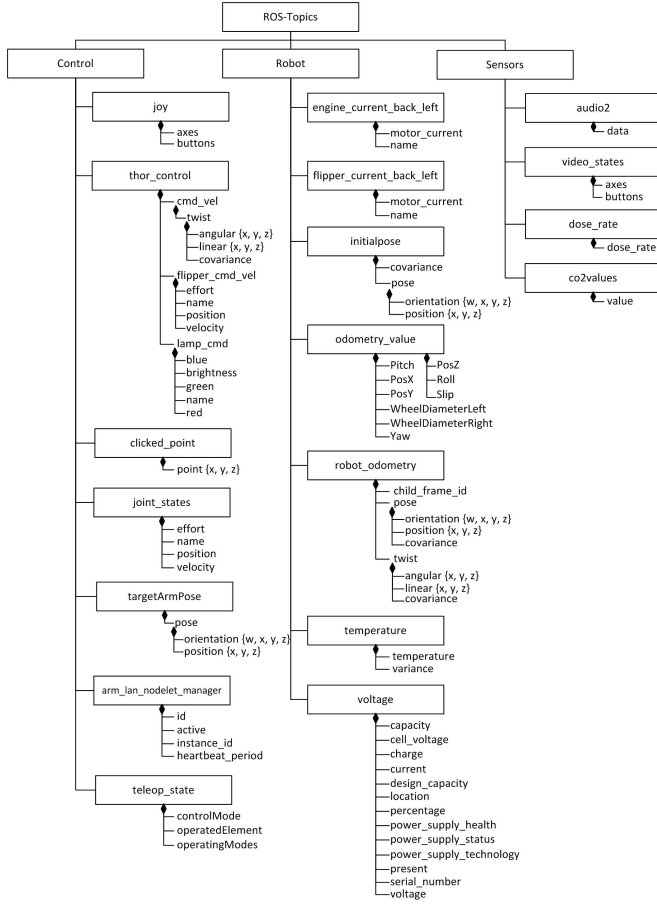 ROS-Topics
Control
joy
axes
buttons
thor_control
cmd_vel
twist
angular {x, y, z}
linear {x, y, z}
covariance
flipper_cmd_vel
effort
name
position
velocity
lamp_cmd
blue
brightness
green
name
red
clicked_point
point {x, y, z}
joint_states
effort
name
position
velocity
targetArmPose
pose
orientation {w, x, y, z}
position {x, y, z}
arm_lan_nodelet_manager
id
active
instance_id
heartbeat_period
teleop_state
controlMode
operatedElement
operatingModes
Robot
engine_current_back_left
motor_current
name
flipper_current_back_left
motor_current
name
initialpose
covariance
pose
orientation {w, x, y, z}
position {x, y, z}
odometry_value
Pitch
PosX
PosY
WheelDiameterLeft
WheelDiameterRight
Yaw
PosZ
Roll
Slip
robot_odometry
child_frame_id
pose
orientation {w, x, y, z}
position {x, y, z}
covariance
twist
angular {x, y, z}
linear {x, y, z}
covariance
temperature
temperature
variance
voltage
capacity
cell_voltage
charge
current
design_capacity
location
percentage
power_supply_health
power_supply_status
power_supply_technology
present
serial_number
voltage
Sensors
audio2
data
video_states
axes
buttons
dose_rate
dose_rate
co2values
value